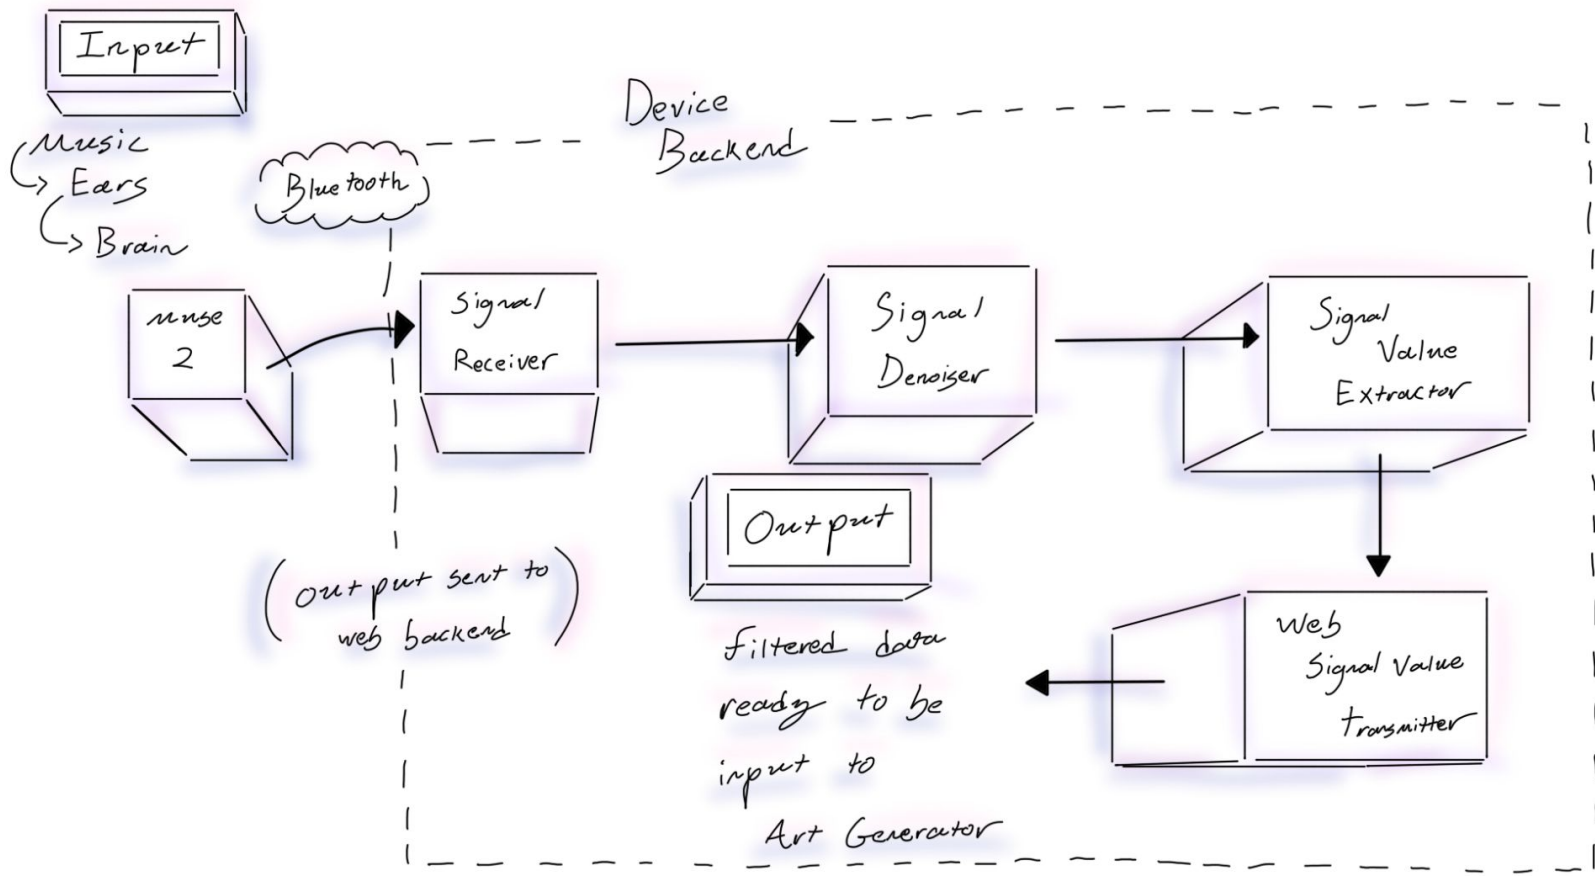 Input
Music
Ears
Brain
Bluetooth
Device
Backend
Muse
2
Signal
Receiver
Signal
Denoiser
Signal
Value
Extractor
Web
Signal Value
Transmitter
Output
filtered data
ready to be
input to
Art Generator
(output sent to
web backend)